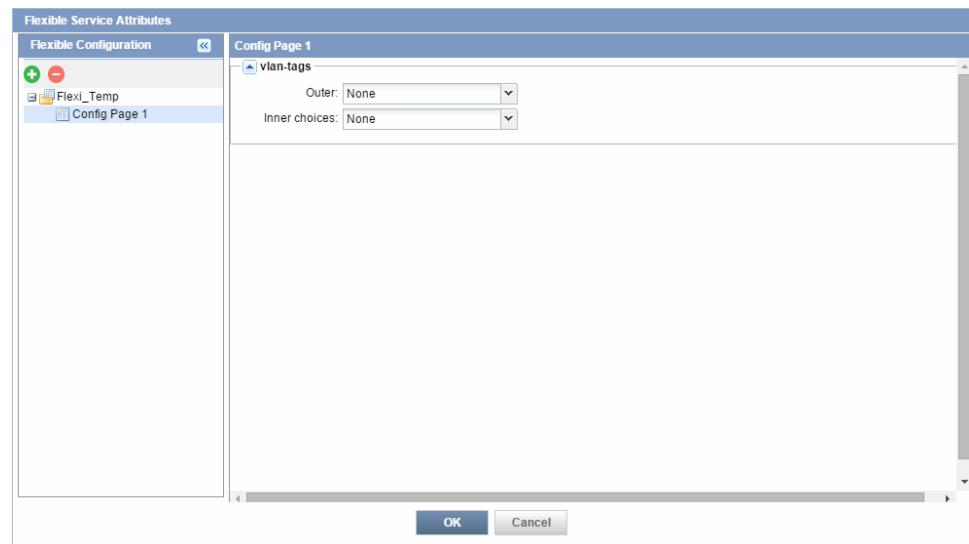 Flexible Service Attributes
Flexible Configuration
Config Page 1
vlan-tags
Flexi_Temp
Outer: None
Config Page 1
Inner choices: None
OK Cancel